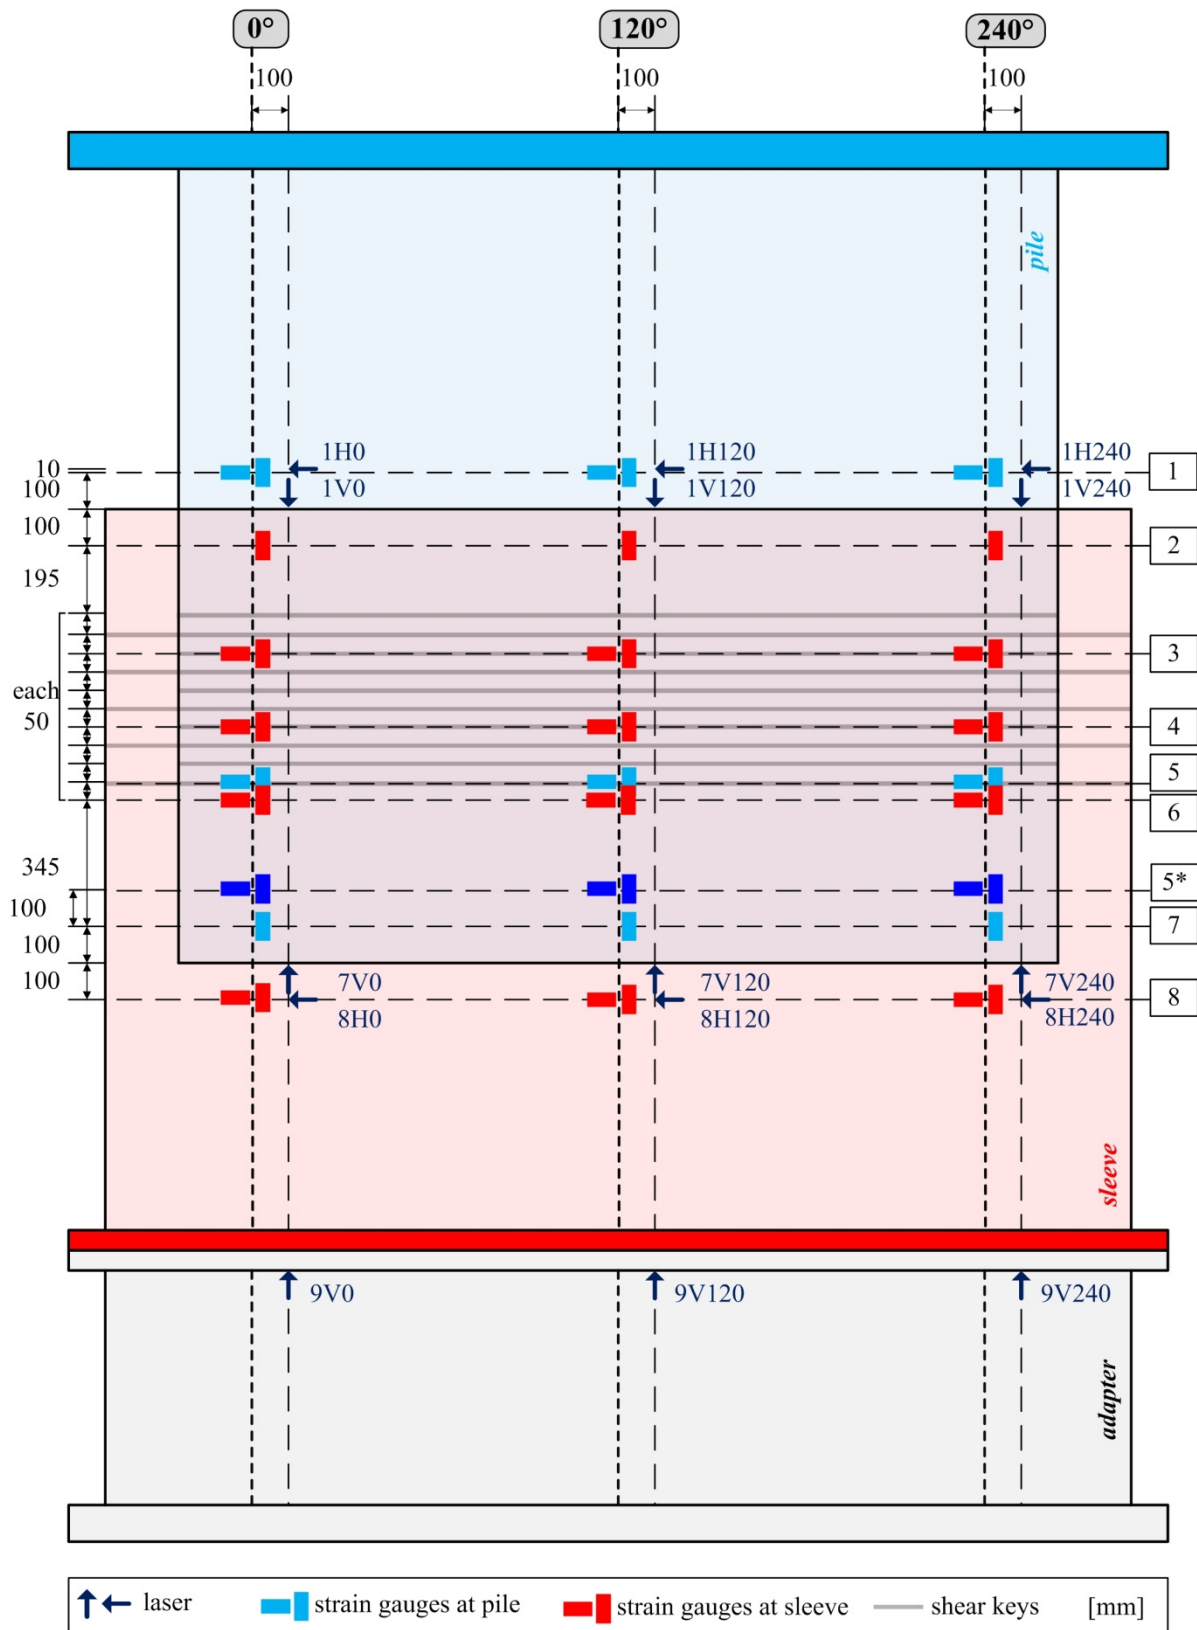 0° 120° 240°
100 100 100
pile
1H0 1H120 1H240
10 1
1V0 1V120 1V240
100
100 2
195
3
each
50 4
5
6
345
5*
100
7
100
100 7V0 7V120 7V240
8
8H0 8H120 8H240
sleeve
9V0 9V120 9V240
adapter
laser strain gauges at pile strain gauges at sleeve shear keys [mm]